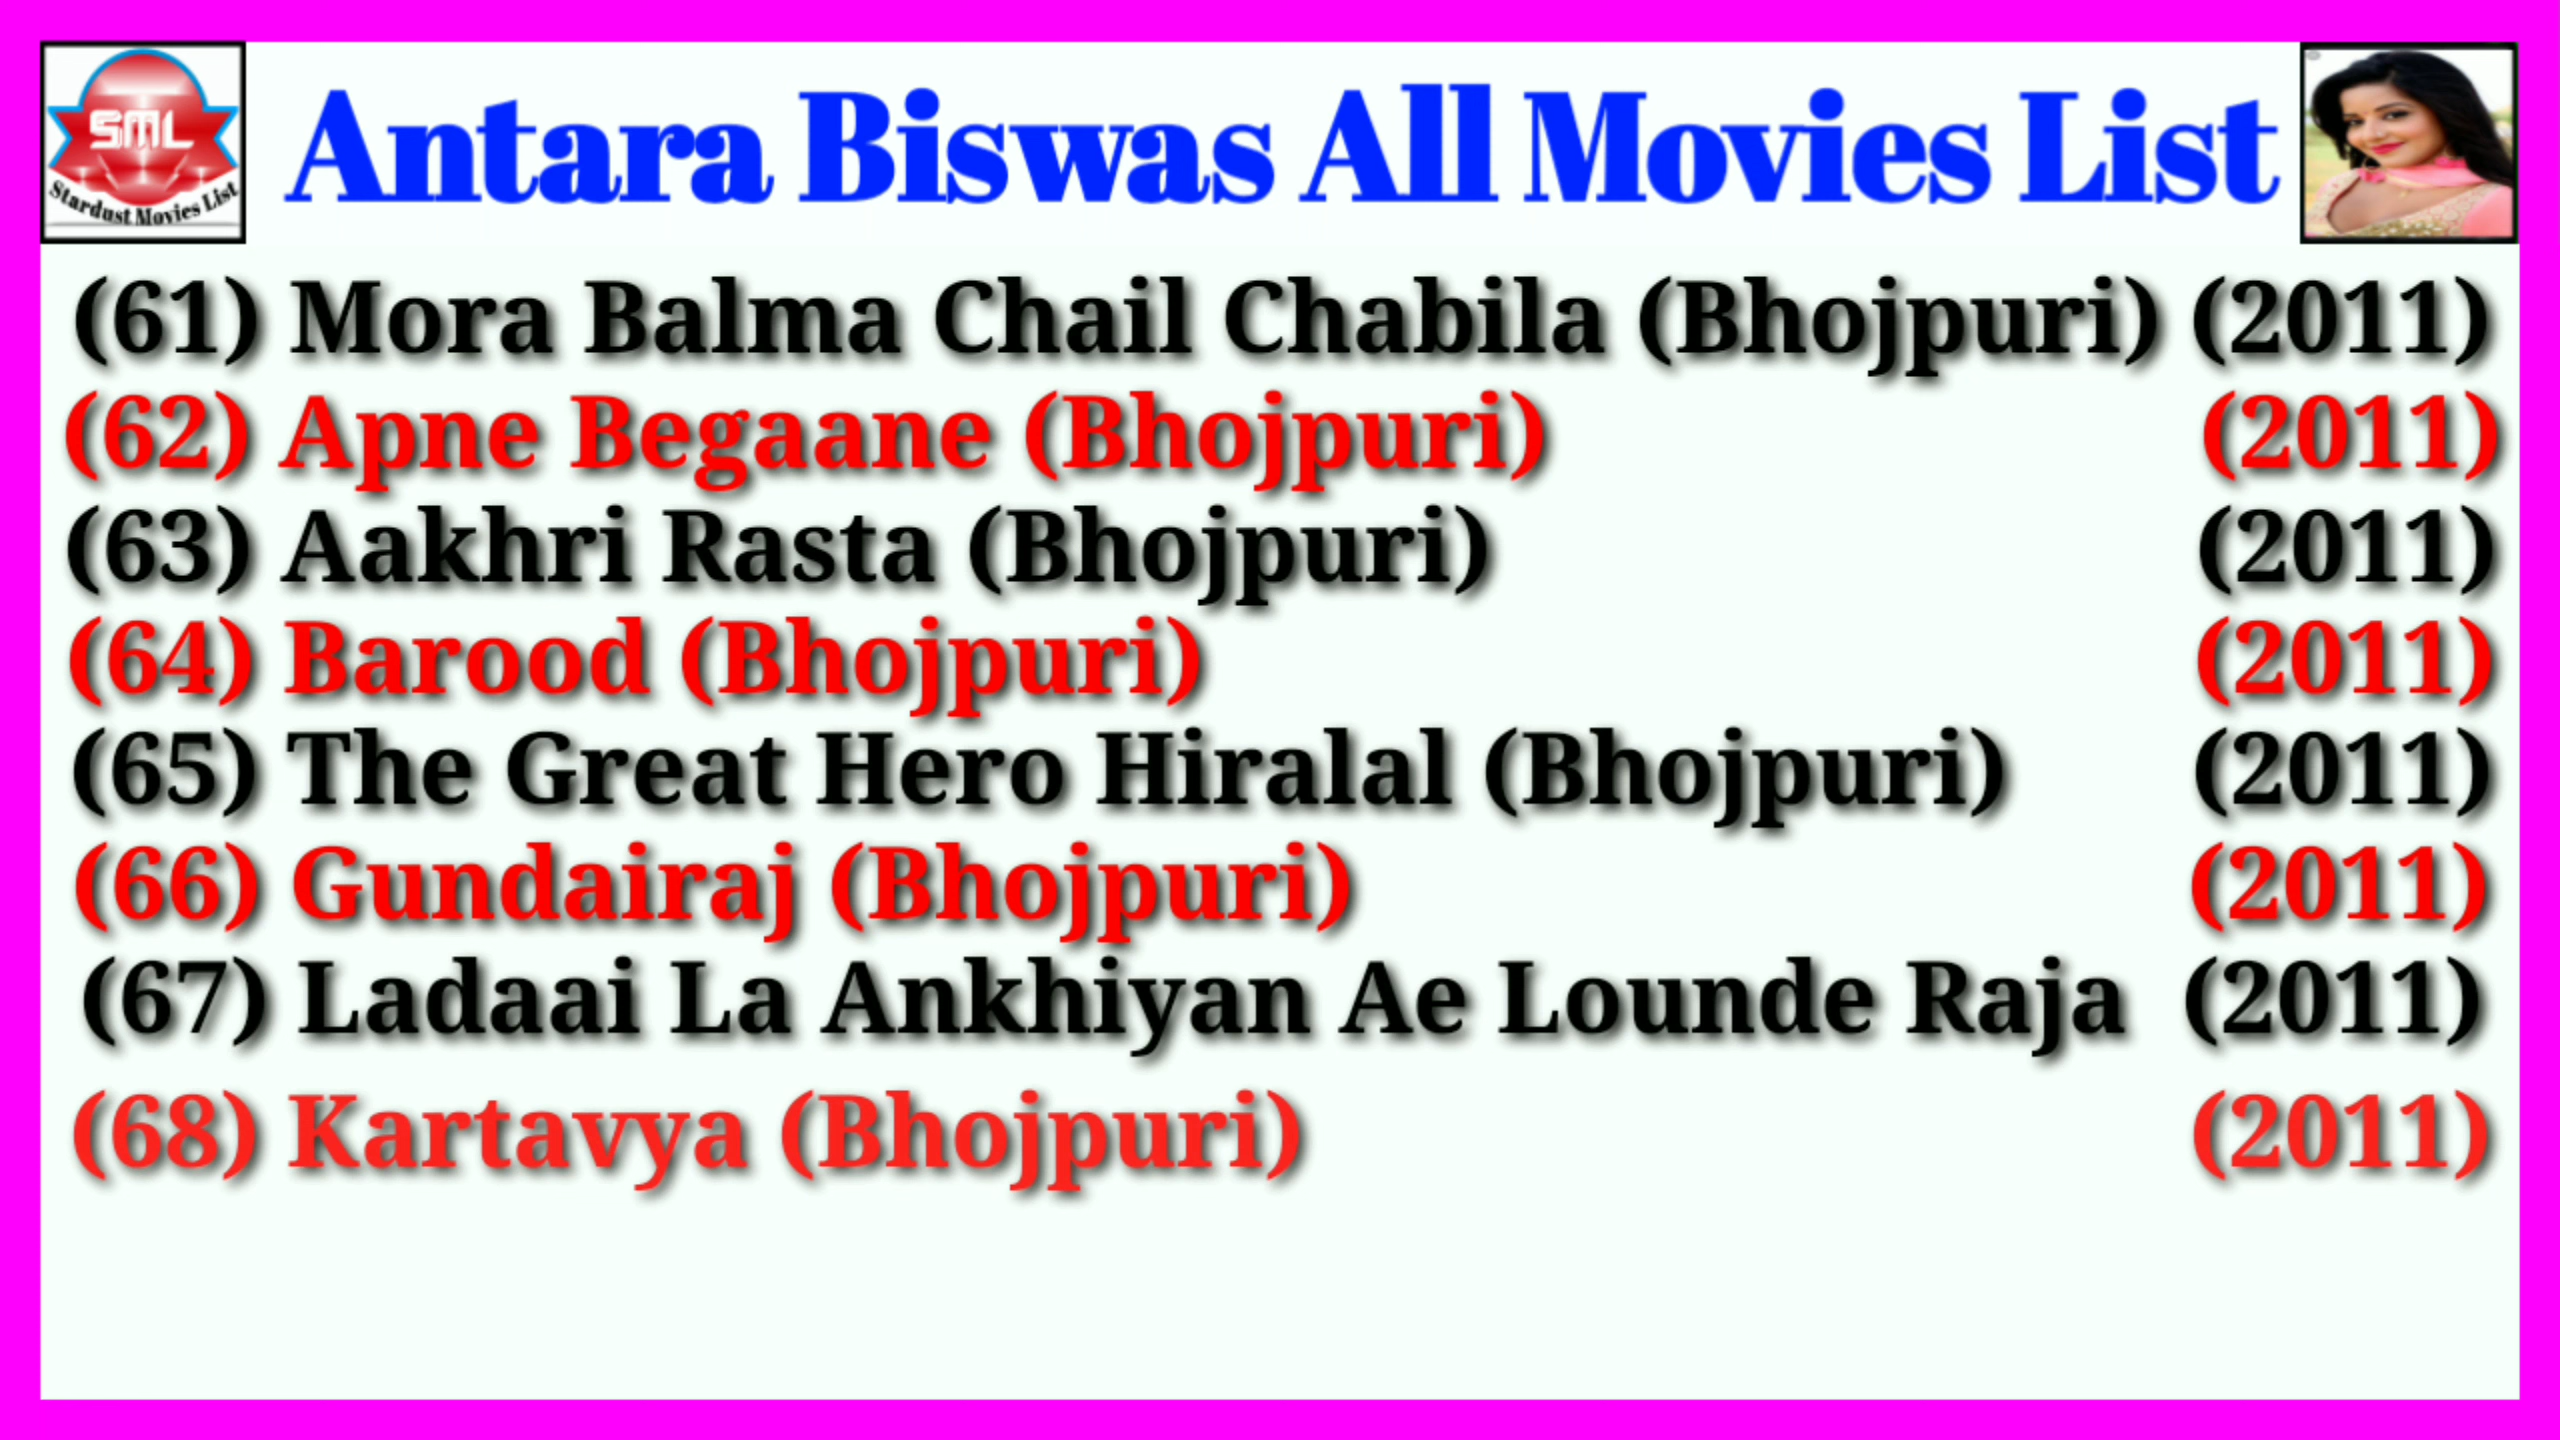 SML
Stardust Movies List
Antara Biswas All Movies List
(61) Mora Balma Chail Chabila (Bhojpuri) (2011)
(62) Apne Begaane (Bhojpuri) (2011)
(63) Aakhri Rasta (Bhojpuri) (2011)
(64) Barood (Bhojpuri) (2011)
(65) The Great Hero Hiralal (Bhojpuri) (2011)
(66) Gundairaj (Bhojpuri) (2011)
(67) Ladaai La Ankhiyan Ae Lounde Raja (2011)
(68) Kartavya (Bhojpuri) (2011)